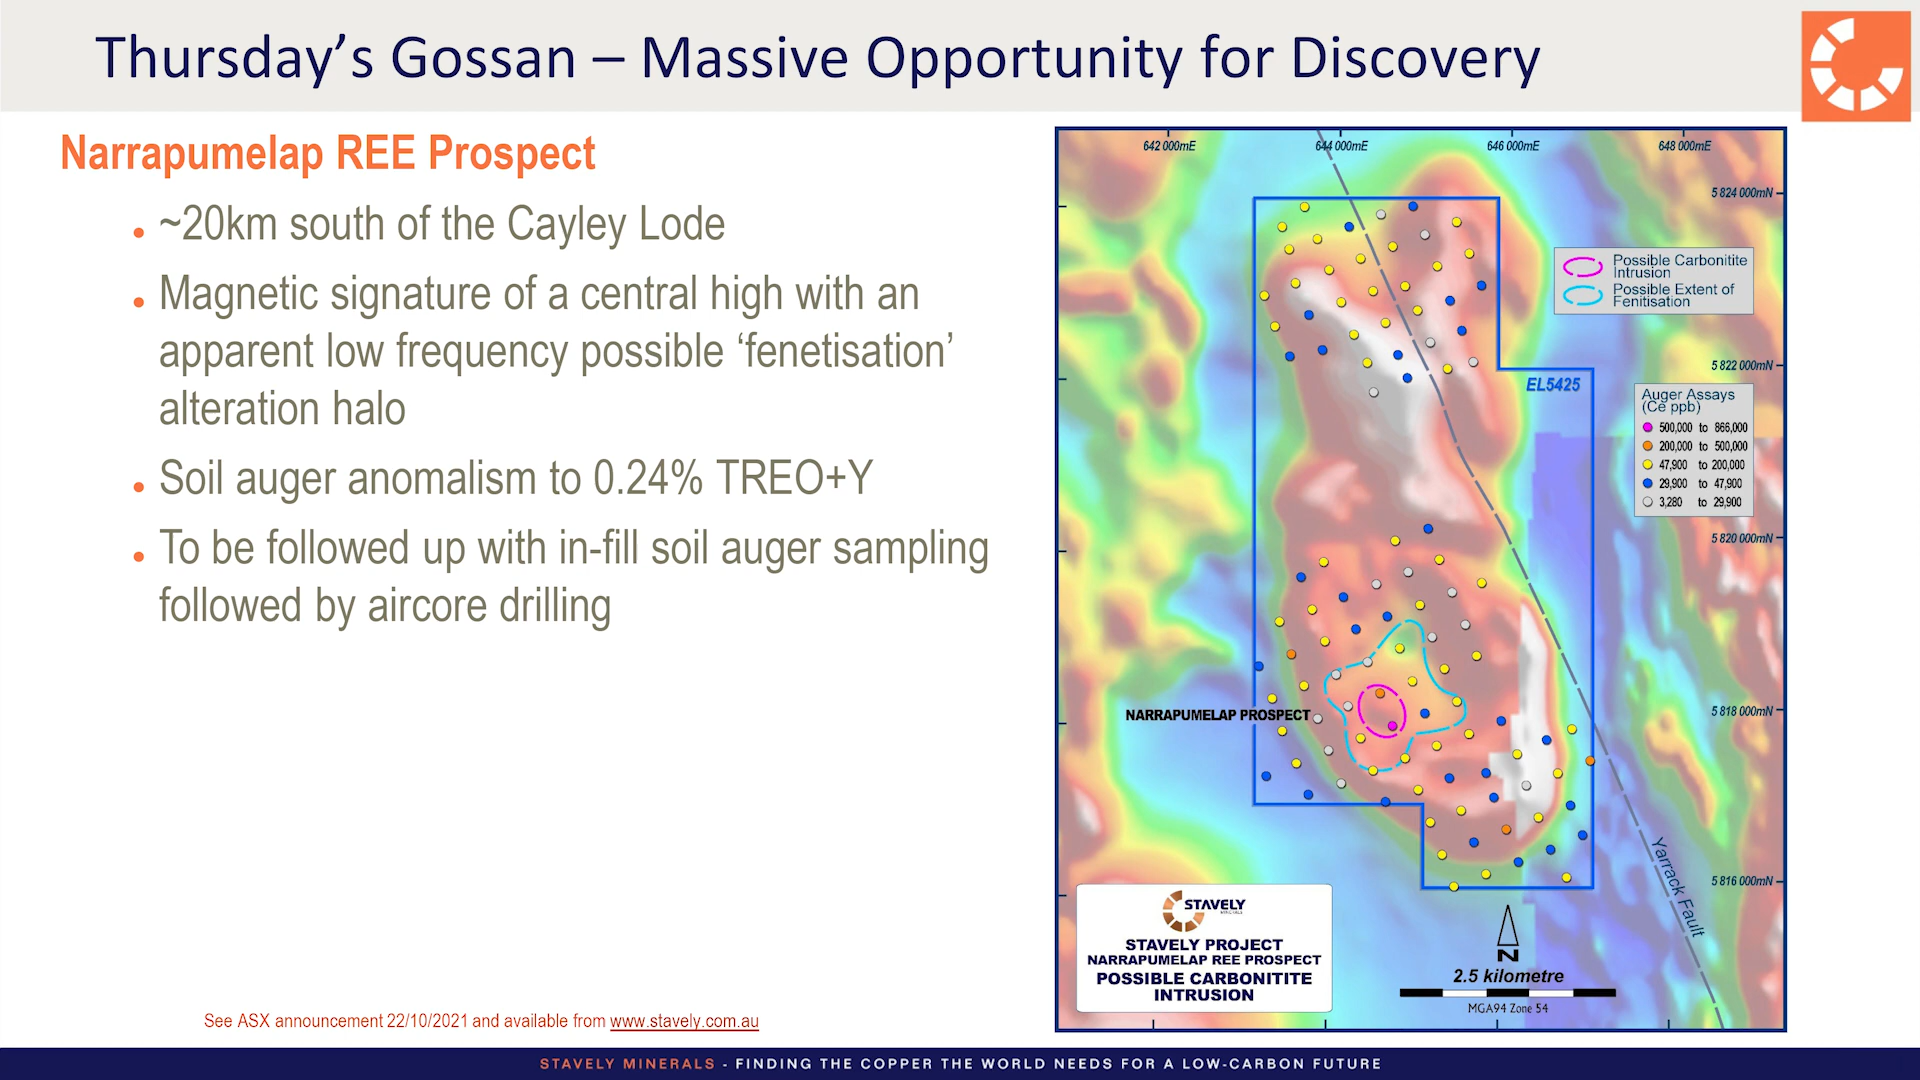 Thursday’s Gossan – Massive Opportunity for Discovery
Narrapumelap REE Prospect
~20km south of the Cayley Lode
Magnetic signature of a central high with an
apparent low frequency possible ‘fenetisation’
alteration halo
Soil auger anomalism to 0.24% TREO+Y
To be followed up with in-fill soil auger sampling
followed by aircore drilling
See ASX announcement 22/10/2021 and available from www.stavely.com.au
642 000mE
644 000mE
646 000mE
648 000mE
5 824 000mN
Possible Carbonitite
Intrusion
Possible Extent of
Fenitisation
5 822 000mN
EL5425
Auger Assays
(Ce ppb)
500,000 to 866,000
200,000 to 500,000
47,900 to 200,000
29,900 to 47,900
3,280 to 29,900
5 820 000mN
NARRAPUMELAP PROSPECT
5 818 000mN
Yarrack Fault
5 816 000mN
STAVELY
MINERALS
STAVELY PROJECT
NARRAPUMELAP REE PROSPECT
POSSIBLE CARBONITITE
INTRUSION
N
2.5 kilometre
MGA94 Zone 54
STAVELY MINERALS - FINDING THE COPPER THE WORLD NEEDS FOR A LOW-CARBON FUTURE